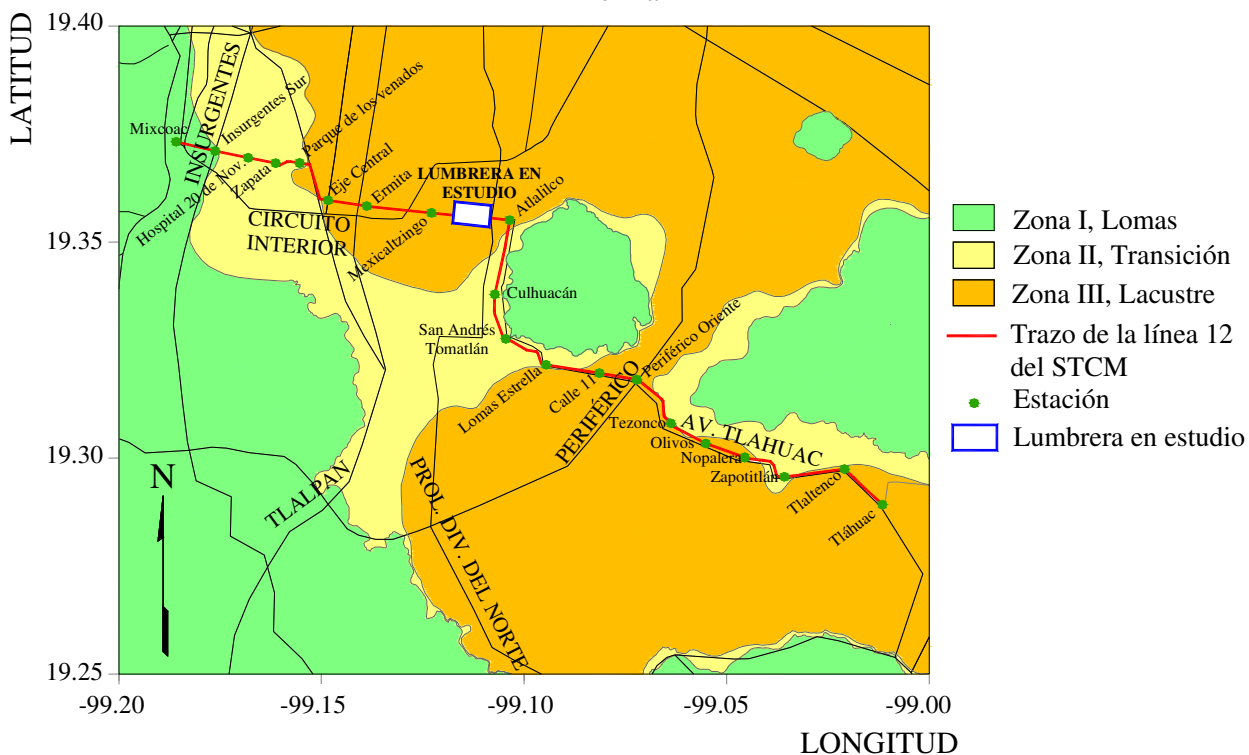 LATITUD
19.40
19.35
19.30
19.25
-99.20
-99.15
-99.10
-99.05
-99.00
LONGITUD
Mixcoac
INSURGENTES
Insurgentes Sur
Hospital 20 de Nov.
Zapata
Parque de los venados
Eje Central
Ermita
Mexicaltzingo
LUMBRERA EN
ESTUDIO
Atlalilco
CIRCUITO
INTERIOR
Culhuacán
San Andrés
Tomatlán
Lomas Estrella
Calle 11
Periférico Oriente
PERIFÉRICO
Tezonco
Olivos
Nopalera
Zapotitlán
AV. TLAHUAC
Tlaltenco
Tláhuac
TLALPAN
PROL. DIV. DEL NORTE
N
Zona I, Lomas
Zona II, Transición
Zona III, Lacustre
Trazo de la línea 12
del STCM
Estación
Lumbrera en estudio